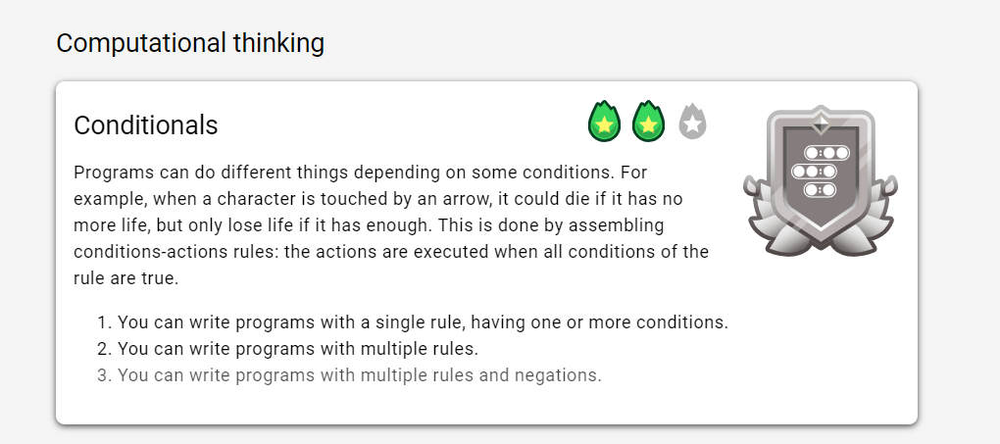 Computational thinking
Conditionals
Programs can do different things depending on some conditions. For
example, when a character is touched by an arrow, it could die if it has no
more life, but only lose life if it has enough. This is done by assembling
conditions-actions rules: the actions are executed when all conditions of the
rule are true.
1. You can write programs with a single rule, having one or more conditions.
2. You can write programs with multiple rules.
3. You can write programs with multiple rules and negations.